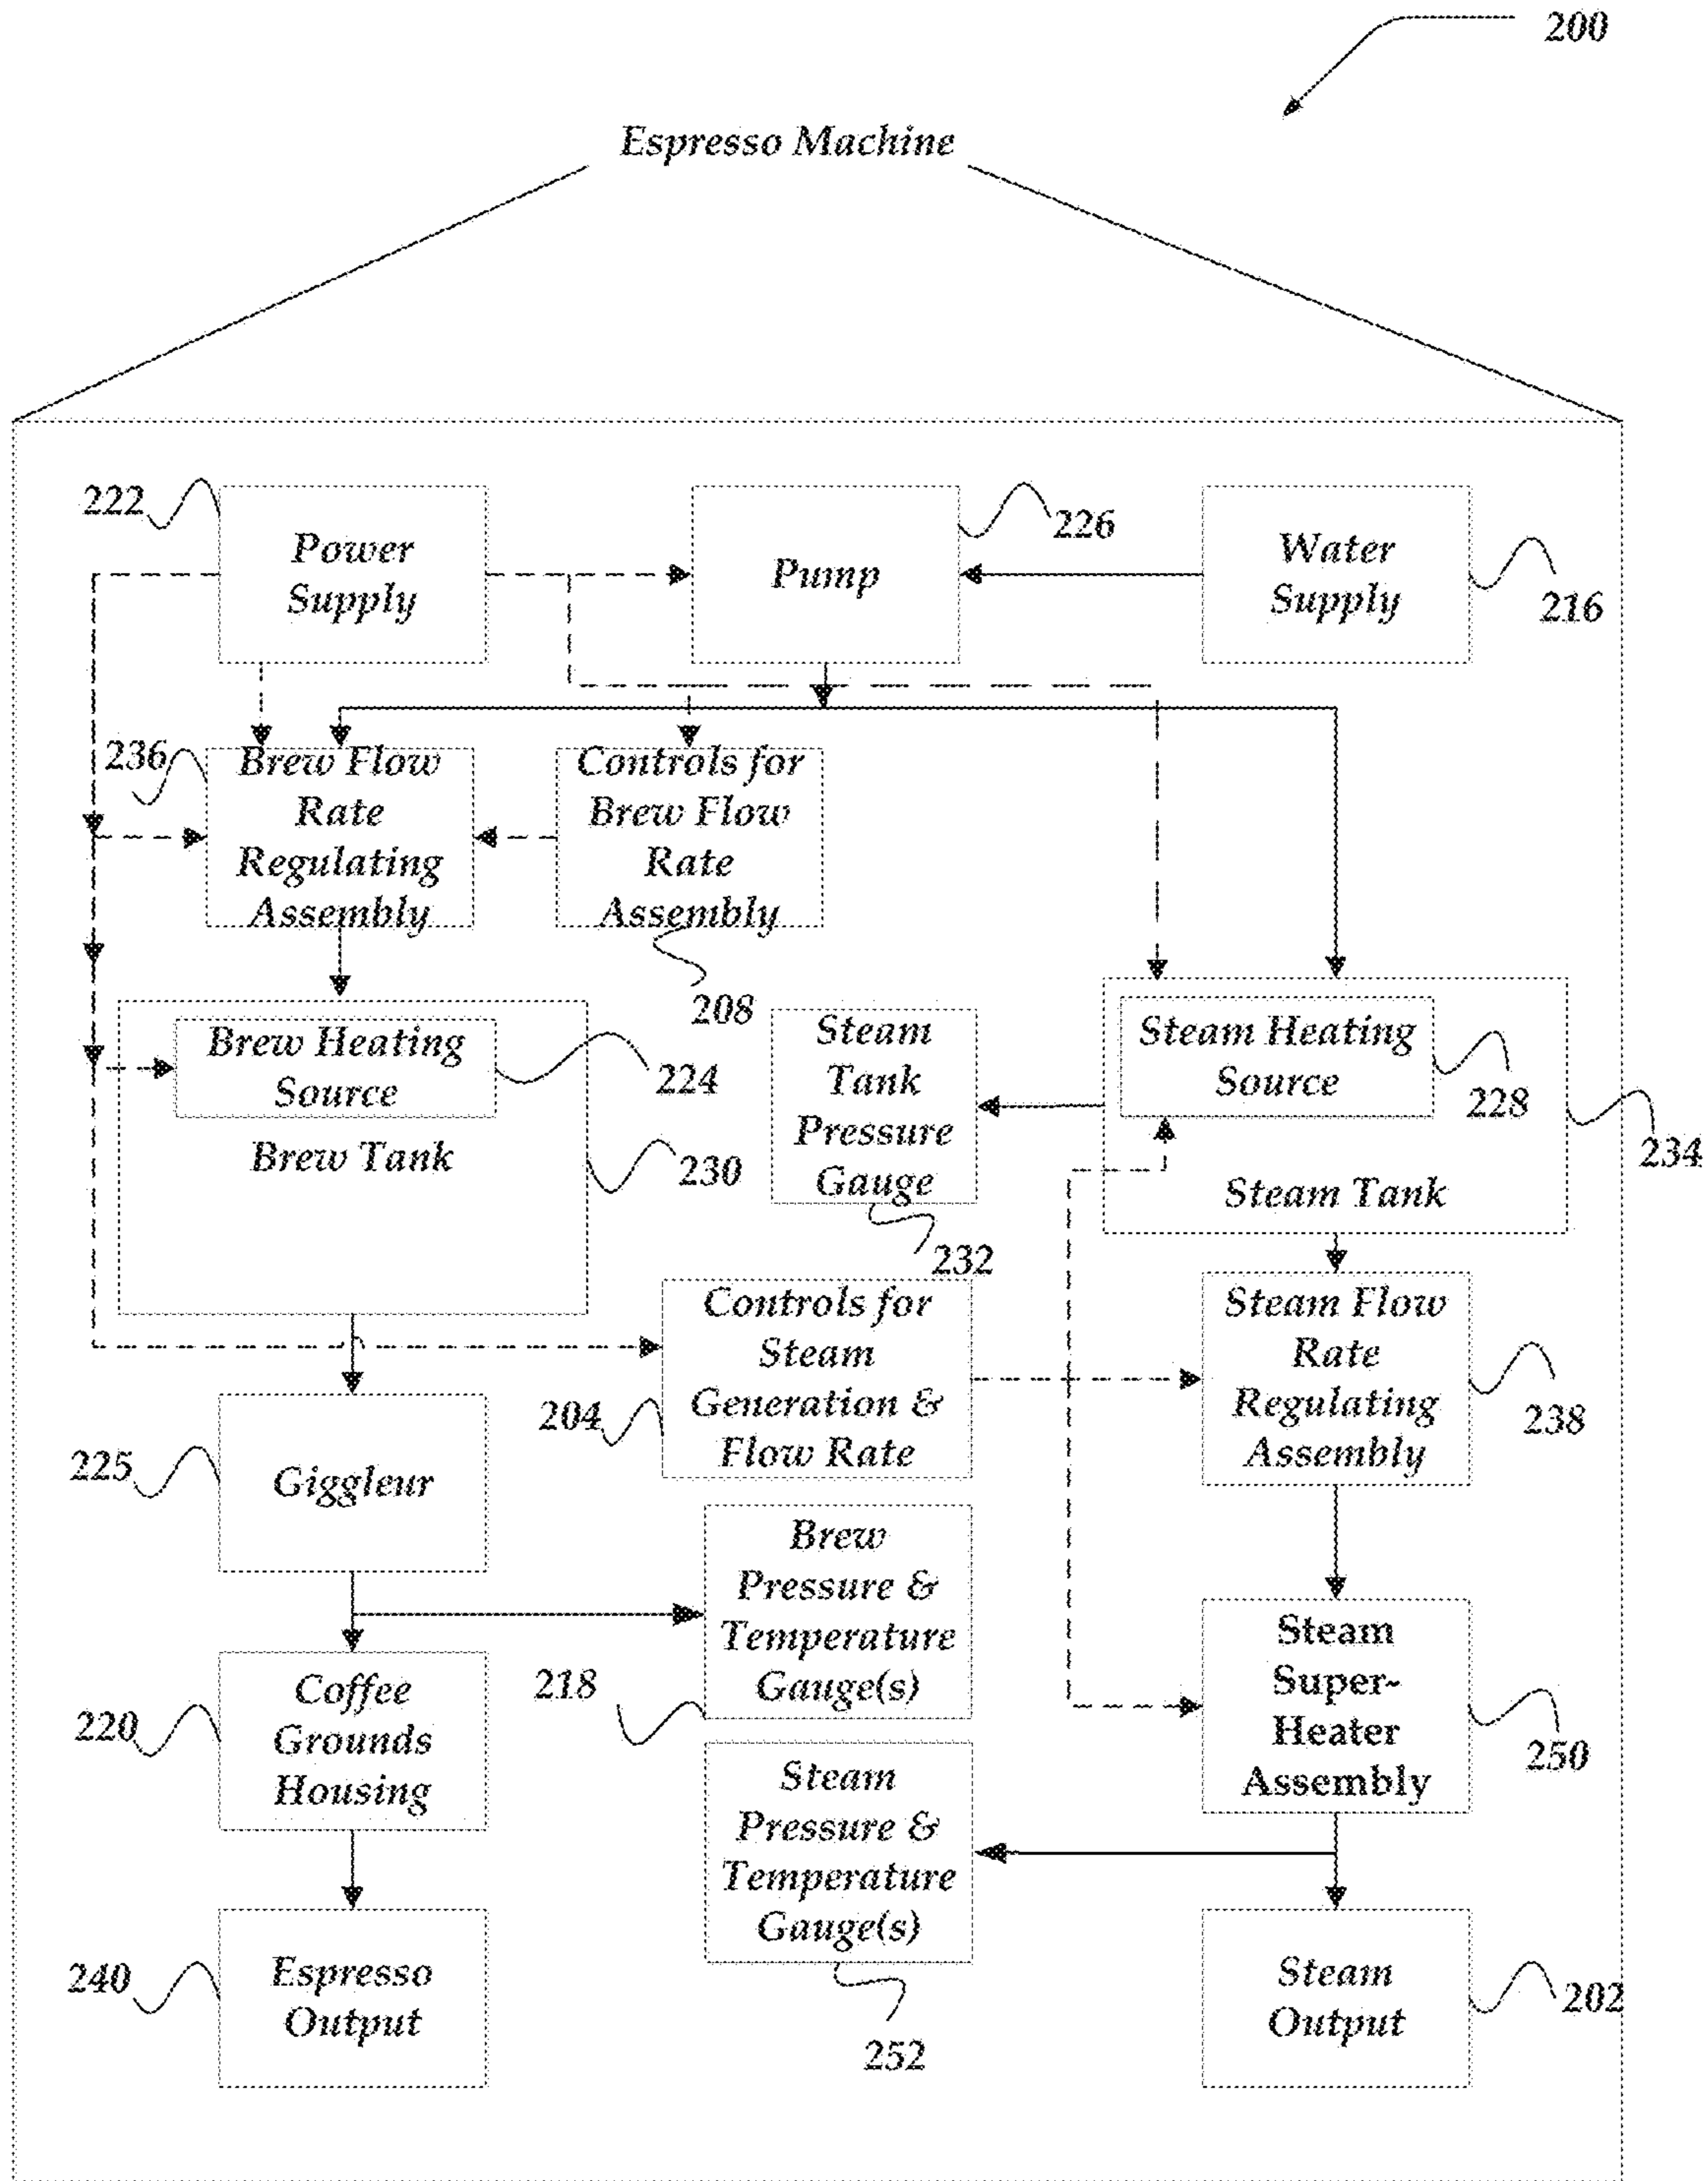 200
Espresso Machine
222
Power
Supply
Pump
226
Water
Supply
216
236
Brew Flow
Rate
Regulating
Assembly
Controls for
Brew Flow
Rate
Assembly
208
Brew Heating
Source
224
Brew Tank
230
Steam
Tank
Pressure
Gauge
232
Steam Heating
Source
228
Steam Tank
234
Controls for
Steam
Generation &
Flow Rate
204
Steam Flow
Rate
Regulating
Assembly
238
225
Giggleur
Brew
Pressure &
Temperature
Gauge(s)
218
Steam
Super-
Heater
Assembly
250
220
Coffee
Grounds
Housing
Steam
Pressure &
Temperature
Gauge(s)
252
240
Espresso
Output
Steam
Output
202